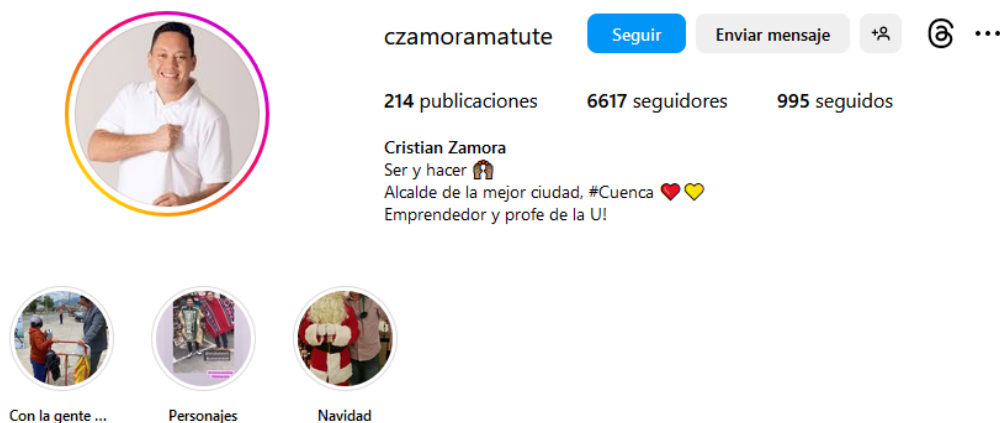 czamoramatute
Seguir
Enviar mensaje
214 publicaciones
6617 seguidores
995 seguidos
Cristian Zamora
Ser y hacer
Alcalde de la mejor ciudad, #Cuenca
Emprendedor y profe de la U!
Con la gente ...
Personajes
Navidad